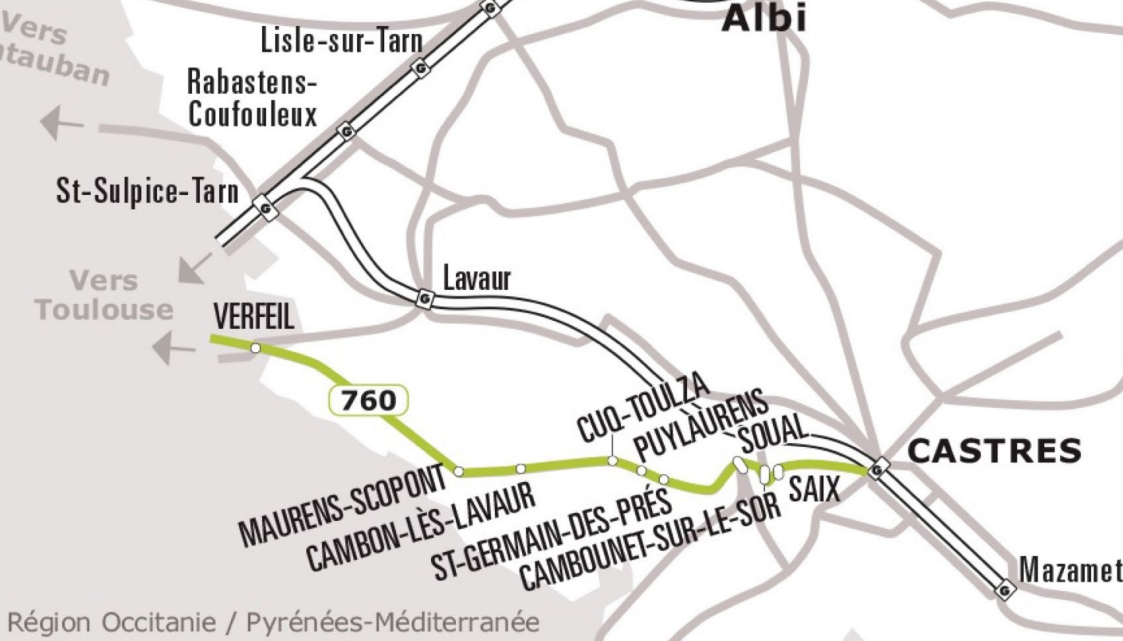 Albi
Vers
Lisle-sur-Tarn
Rabastens-
Coufouleux
St-Sulpice-Tarn
Vers
Toulouse
Lavaur
VERFEIL
760
CUQ-TOULZA
PUYLAURENS
SOUAL
CASTRES
MAURENS-SCOPONT
CAMBON-LÈS-LAVAUR
ST-GERMAIN-DES-PRÉS
CAMBOUNET-SUR-LE-SOR
SAIX
Mazamet
Région Occitanie / Pyrénées-Méditerranée